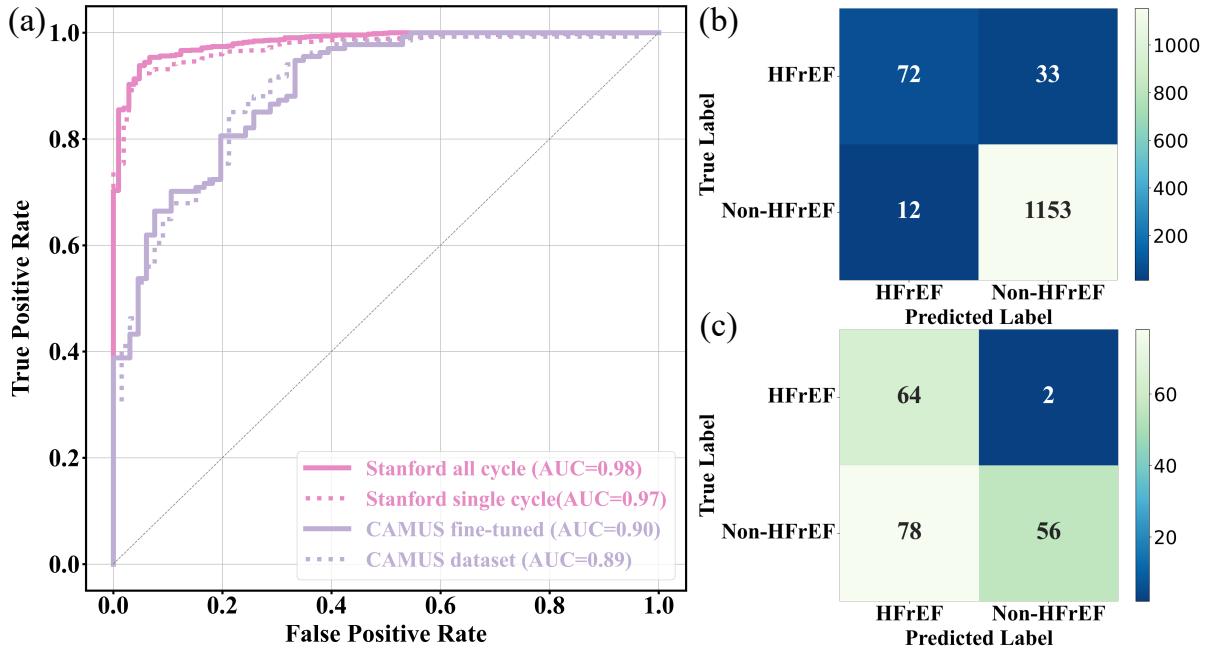 (a)
1.0
0.8
0.6
0.4
0.2
0.0
True Positive Rate
0.0 0.2 0.4 0.6 0.8 1.0
False Positive Rate
Stanford all cycle (AUC=0.98)
Stanford single cycle(AUC=0.97)
CAMUS fine-tuned (AUC=0.90)
CAMUS dataset (AUC=0.89)
(b)
True Label
HFrEF 72 33
Non-HFrEF 12 1153
HFrEF Non-HFrEF
Predicted Label
1000
800
600
400
200
(c)
True Label
HFrEF 64 2
Non-HFrEF 78 56
HFrEF Non-HFrEF
Predicted Label
60
40
20